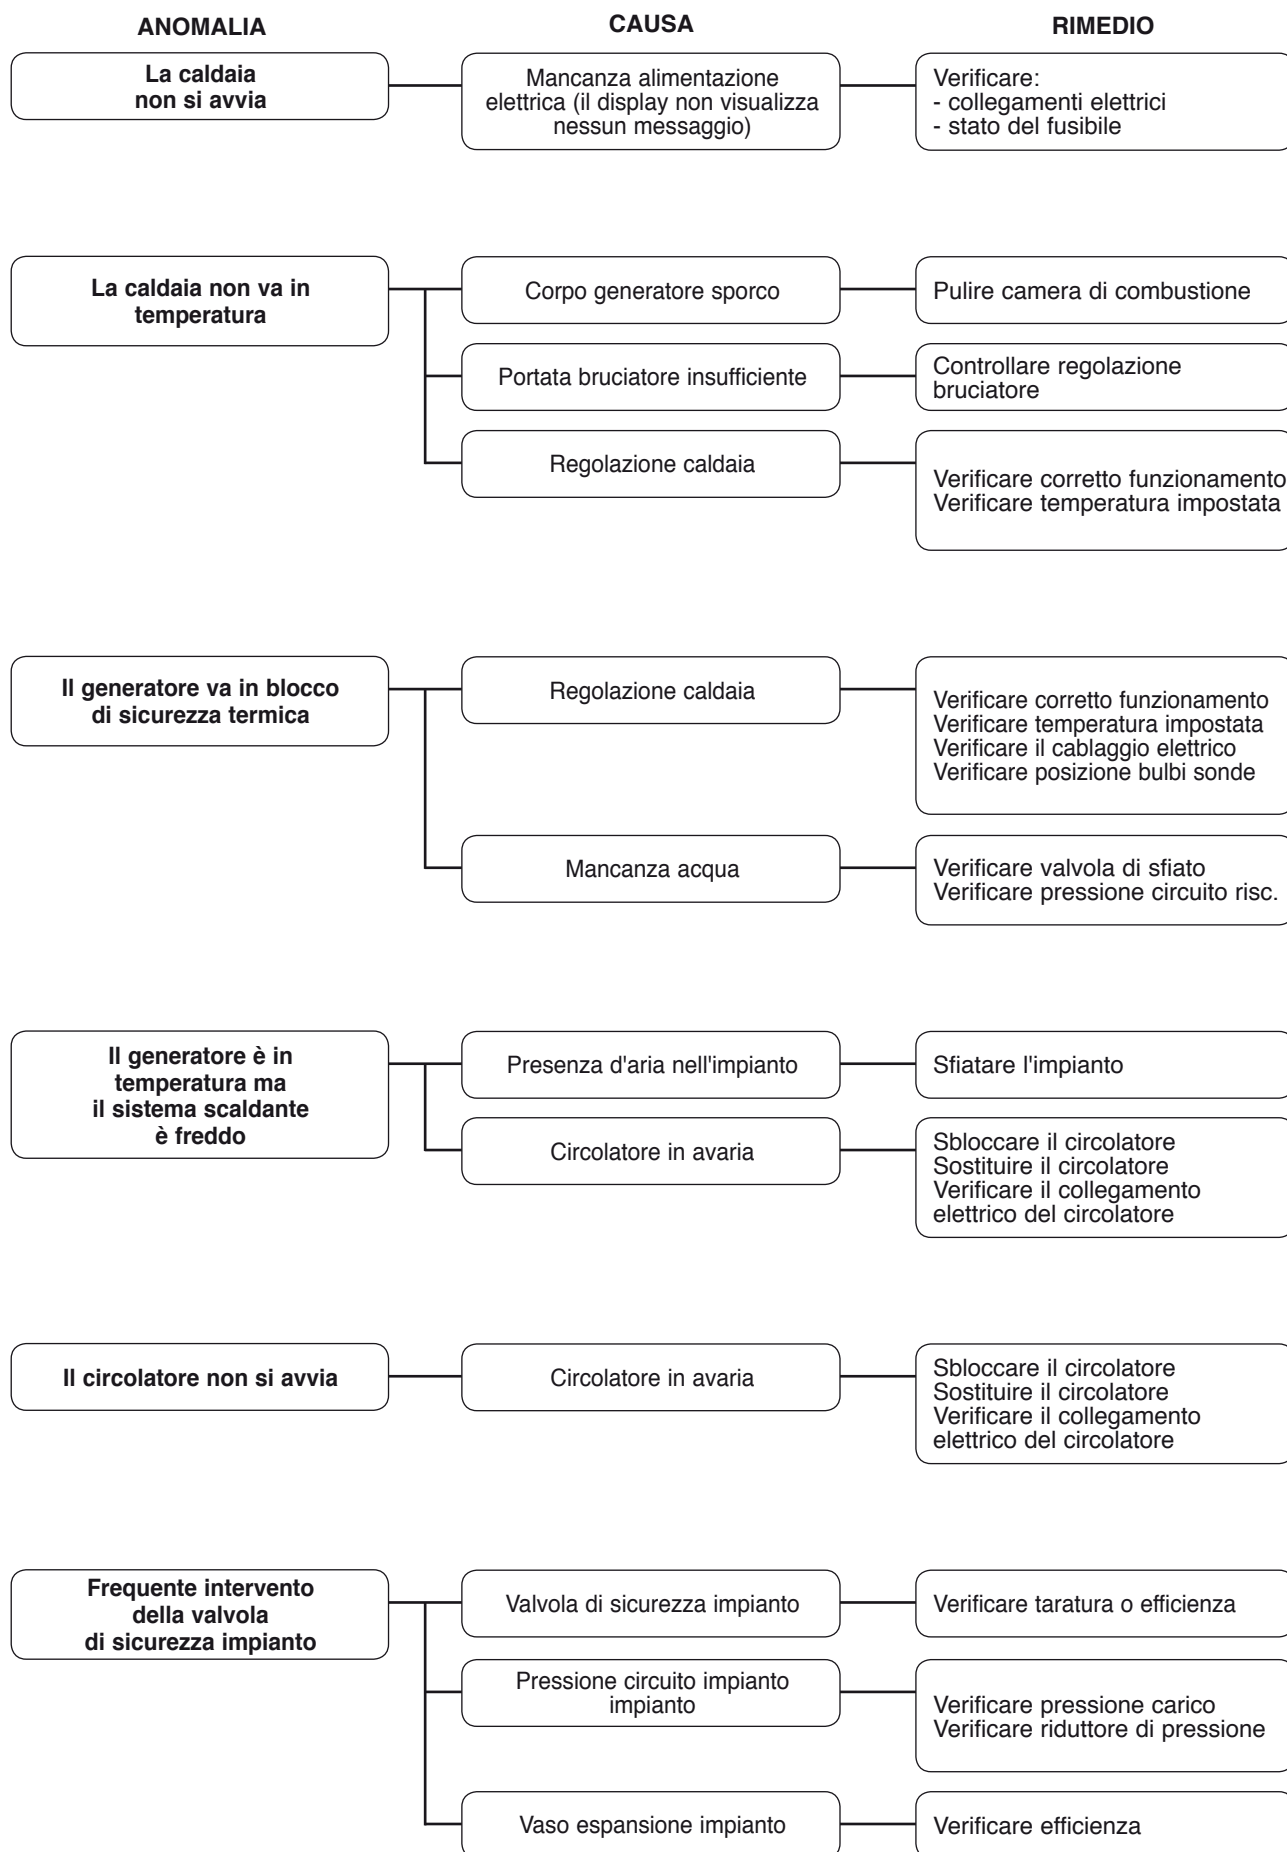 ANOMALIA
CAUSA
RIMEDIO
La caldaia
non si avvia
Mancanza alimentazione
elettrica (il display non visualizza
nessun messaggio)
Verificare:
- collegamenti elettrici
- stato del fusibile
La caldaia non va in
temperatura
Corpo generatore sporco
Pulire camera di combustione
Portata bruciatore insufficiente
Controllare regolazione
bruciatore
Regolazione caldaia
Verificare corretto funzionamento
Verificare temperatura impostata
Il generatore va in blocco
di sicurezza termica
Regolazione caldaia
Verificare corretto funzionamento
Verificare temperatura impostata
Verificare il cablaggio elettrico
Verificare posizione bulbi sonde
Mancanza acqua
Verificare valvola di sfiato
Verificare pressione circuito risc.
Il generatore è in
temperatura ma
il sistema scaldante
è freddo
Presenza d'aria nell'impianto
Sfiatare l'impianto
Circolatore in avaria
Sbloccare il circolatore
Sostituire il circolatore
Verificare il collegamento
elettrico del circolatore
Il circolatore non si avvia
Circolatore in avaria
Sbloccare il circolatore
Sostituire il circolatore
Verificare il collegamento
elettrico del circolatore
Frequente intervento
della valvola
di sicurezza impianto
Valvola di sicurezza impianto
Verificare taratura o efficienza
Pressione circuito impianto
impianto
Verificare pressione carico
Verificare riduttore di pressione
Vaso espansione impianto
Verificare efficienza